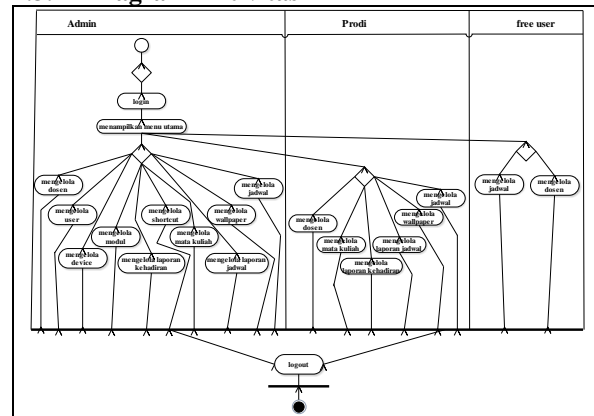 Admin
Prodi
free user
login
menampilkan menu utama
mengelola
dosen
mengelola
user
mengelola
device
mengelola
modul
mengelola
shortcut
mengelola laporan
kehadiran
mengelola
mata kuliah
mengelola
wallpaper
mengelola laporan
jadwal
mengelola
jadwal
mengelola
dosen
mengelola
mata kuliah
mengelola
laporan kehadiran
mengelola
laporan jadwal
mengelola
wallpaper
mengelola
jadwal
mengelola
jadwal
mengelola
dosen
logout